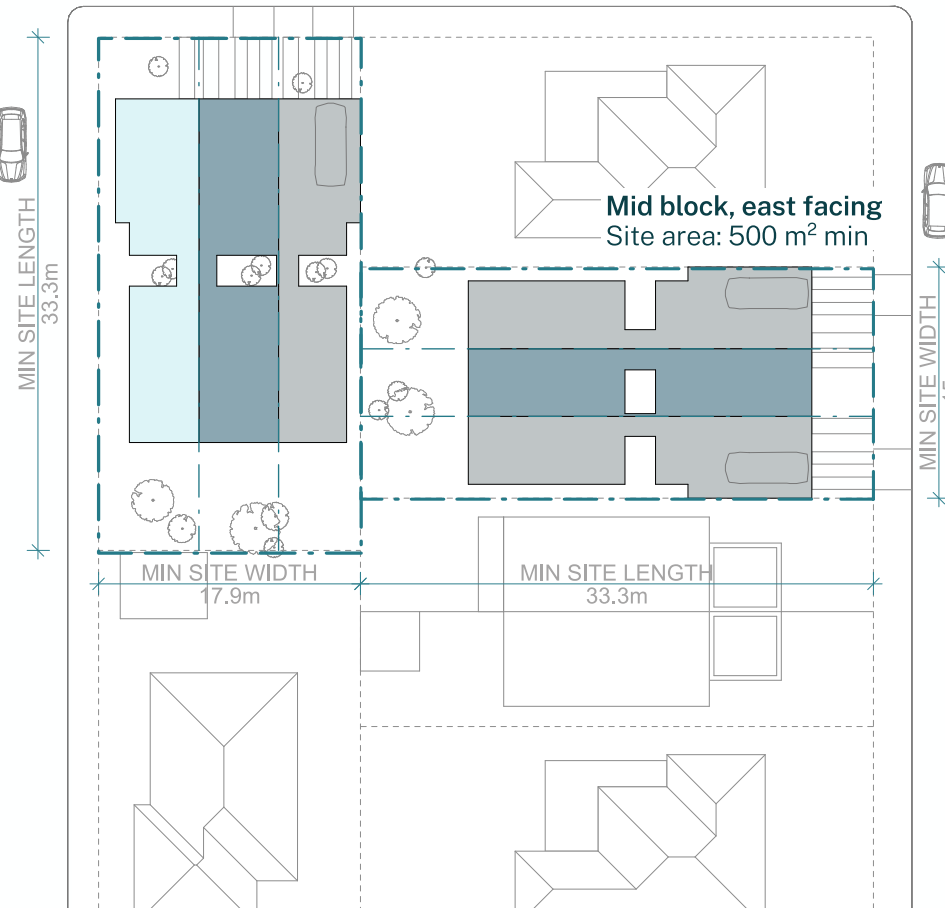 MIN SITE LENGTH
33.3m
Mid block, east facing
Site area: 500 m² min
MIN SITE WIDTH
MIN SITE WIDTH
17.9m
MIN SITE LENGTH
33.3m